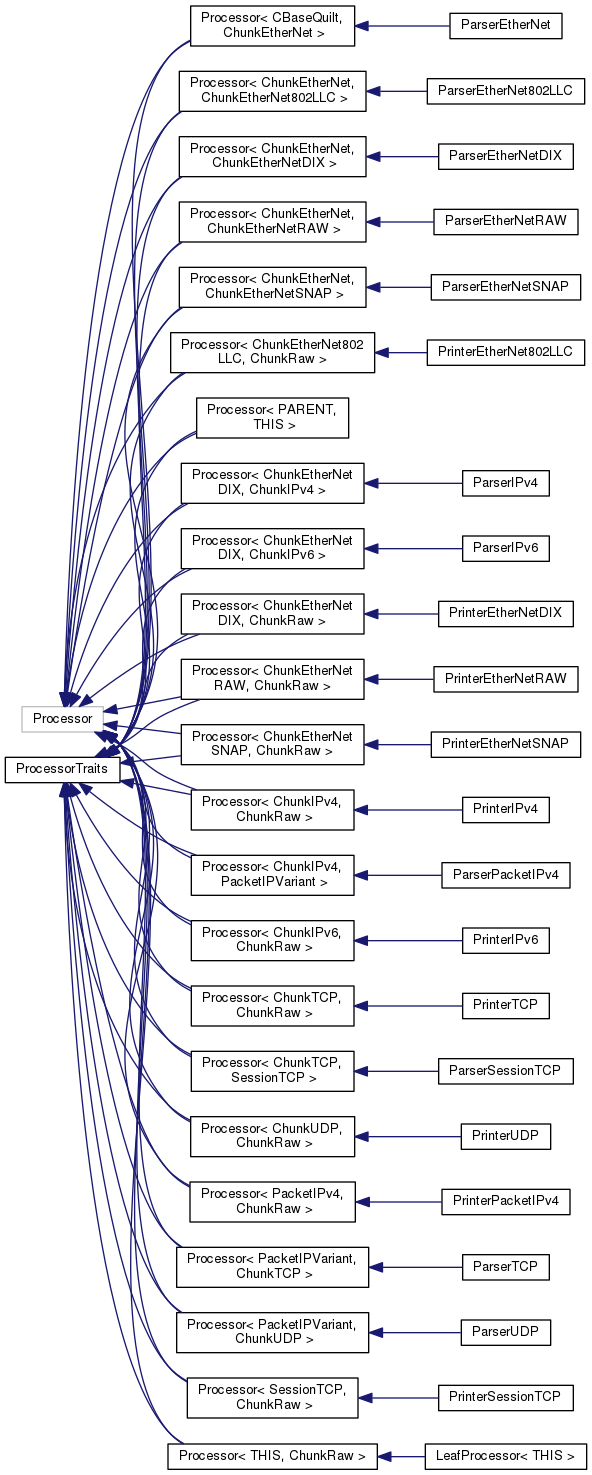 Processor< CBaseQuilt,
ChunkEtherNet >
ParserEtherNet
Processor< ChunkEtherNet,
ChunkEtherNet802LLC >
ParserEtherNet802LLC
Processor< ChunkEtherNet,
ChunkEtherNetDIX >
ParserEtherNetDIX
Processor< ChunkEtherNet,
ChunkEtherNetRAW >
ParserEtherNetRAW
Processor< ChunkEtherNet,
ChunkEtherNetSNAP >
ParserEtherNetSNAP
Processor< ChunkEtherNet802
LLC, ChunkRaw >
PrinterEtherNet802LLC
Processor< PARENT,
THIS >
Processor< ChunkEtherNet
DIX, ChunkIPv4 >
ParserIPv4
Processor< ChunkEtherNet
DIX, ChunkIPv6 >
ParserIPv6
Processor< ChunkEtherNet
DIX, ChunkRaw >
PrinterEtherNetDIX
Processor< ChunkEtherNet
RAW, ChunkRaw >
PrinterEtherNetRAW
Processor
Processor< ChunkEtherNet
SNAP, ChunkRaw >
PrinterEtherNetSNAP
ProcessorTraits
Processor< ChunkIPv4,
ChunkRaw >
PrinterIPv4
Processor< ChunkIPv4,
PacketIPVariant >
ParserPacketIPv4
Processor< ChunkIPv6,
ChunkRaw >
PrinterIPv6
Processor< ChunkTCP,
ChunkRaw >
PrinterTCP
Processor< ChunkTCP,
SessionTCP >
ParserSessionTCP
Processor< ChunkUDP,
ChunkRaw >
PrinterUDP
Processor< PacketIPv4,
ChunkRaw >
PrinterPacketIPv4
Processor< PacketIPVariant,
ChunkTCP >
ParserTCP
Processor< PacketIPVariant,
ChunkUDP >
ParserUDP
Processor< SessionTCP,
ChunkRaw >
PrinterSessionTCP
Processor< THIS, ChunkRaw >
LeafProcessor< THIS >